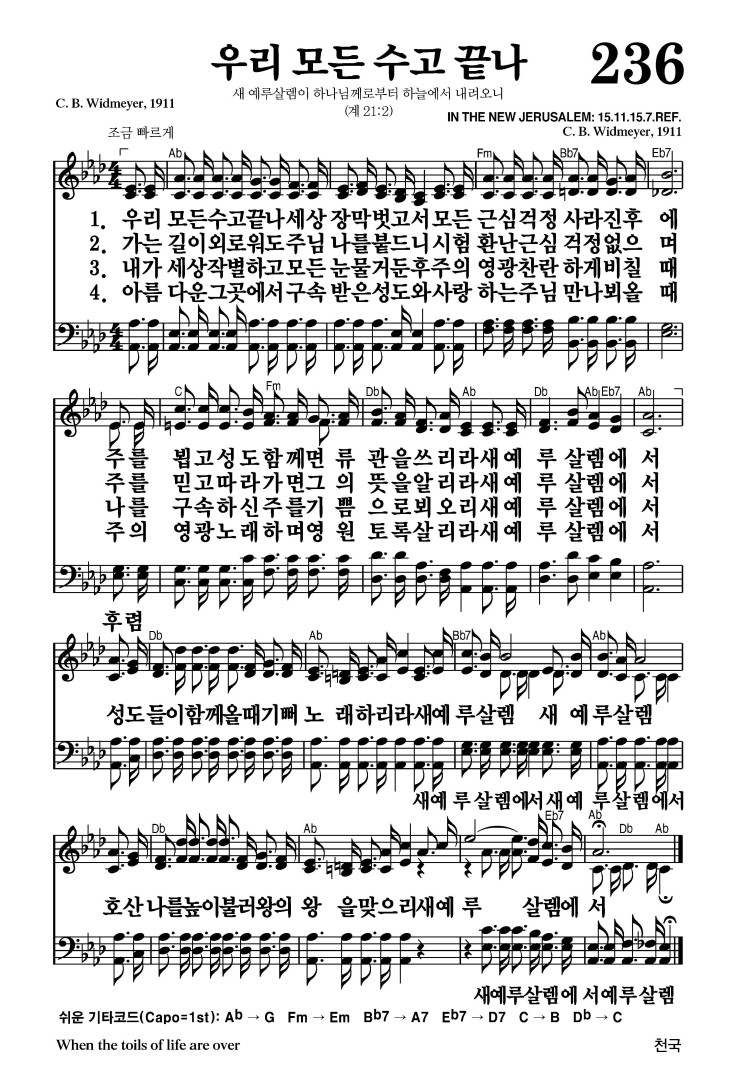 우리 모든 수고 끝나 236
새 예루살렘이 하나님께로부터 하늘에서 내려오니
C. B. Widmeyer, 1911 (계 21:2)
IN THE NEW JERUSALEM: 15.11.15.7.REF.
조금 빠르게 C. B. Widmeyer, 1911
Ab Fm Bb7 Eb7
4 4
1. 우리 모든수고끝나세상 장막벗고서모든 근심걱정 사라진후 에
2. 가는 길이외로워도주님 나를붙드니시험 환난근심 걱정없으 며
3. 내가 세상작별하고모든 눈물거둔후주의 영광찬란 하게비칠 때
4. 아름 다운그곳에서구속 받은성도와사랑 하는주님 만나뵈올 때
4 4
C Fm Db Ab Db Ab Eb7 Ab
주를 뵙고성도함께면 류 관을쓰리라새예 루 살렘에 서
주를 믿고따라가면그 의 뜻을알리라새예 루 살렘에 서
나를 구속하신주를기 쁨 으로뵈오리새예 루 살렘에 서
주의 영광노래하며영 원 토록살리라새예 루 살렘에 서
후렴
Db Ab Bb7 Ab
성도들이함께올때기뻐 노 래하리라새예 루살렘 새 예루살렘
새예 루살렘에서새예 루살렘에서
Db Ab Eb7 Ab Db Ab
호산나를높이불러왕의 왕 을맞으리새예 루 살렘에 서
새예루살렘에 서예루살렘
쉬운 기타코드(Capo=1st): Ab → G Fm → Em Bb7 → A7 Eb7 → D7 C → B Db → C
When the toils of life are over 천국